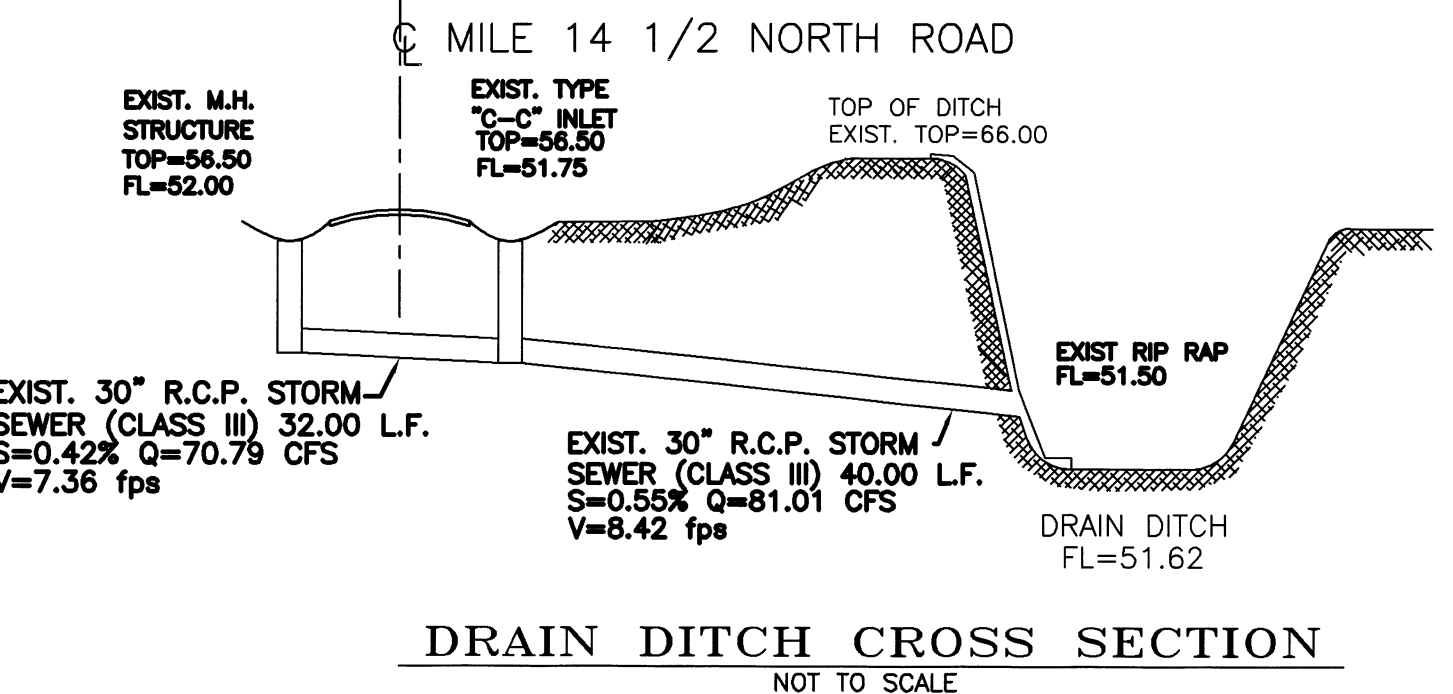 ℄ MILE 14 1/2 NORTH ROAD
EXIST. M.H.
STRUCTURE
TOP=56.50
FL=52.00
EXIST. TYPE
"C-C" INLET
TOP=56.50
FL=51.75
TOP OF DITCH
EXIST. TOP=66.00
EXIST RIP RAP
FL=51.50
EXIST. 30" R.C.P. STORM
SEWER (CLASS III) 32.00 L.F.
S=0.42% Q=70.79 CFS
V=7.36 fps
EXIST. 30" R.C.P. STORM
SEWER (CLASS III) 40.00 L.F.
S=0.55% Q=81.01 CFS
V=8.42 fps
DRAIN DITCH
FL=51.62
DRAIN DITCH CROSS SECTION
NOT TO SCALE